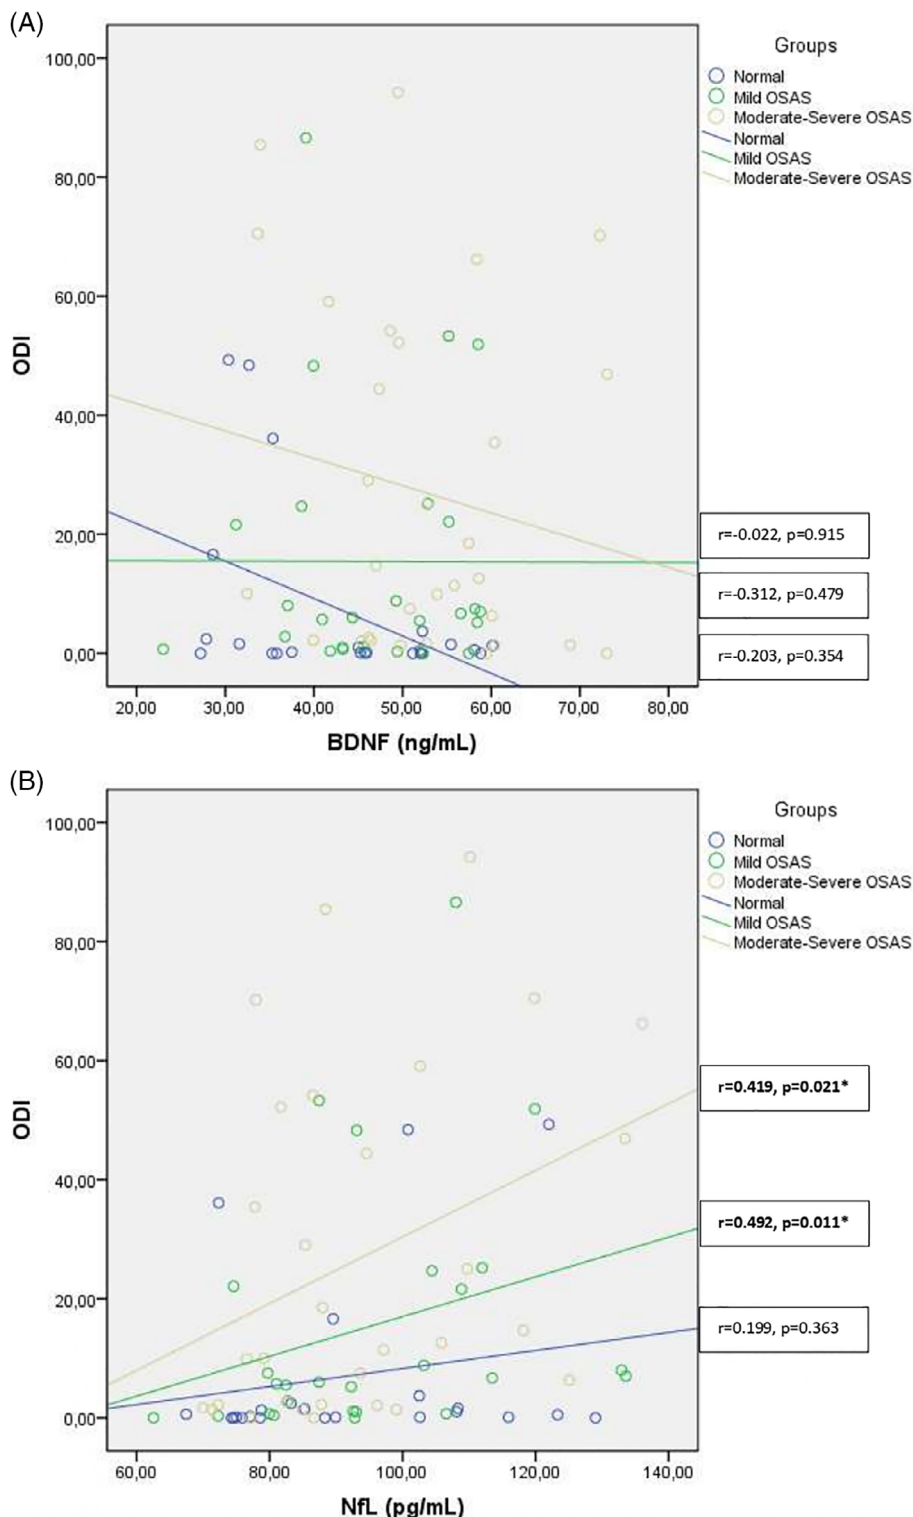 (A)
Groups
Normal
Mild OSAS
Moderate-Severe OSAS
Normal
Mild OSAS
Moderate-Severe OSAS
100,00
80,00
60,00
40,00
20,00
0,00
ODI
r=-0.022, p=0.915
r=-0.312, p=0.479
r=-0.203, p=0.354
20,00 30,00 40,00 50,00 60,00 70,00 80,00
BDNF (ng/mL)
(B)
Groups
Normal
Mild OSAS
Moderate-Severe OSAS
Normal
Mild OSAS
Moderate-Severe OSAS
100,00
80,00
60,00
40,00
20,00
0,00
ODI
r=0.419, p=0.021*
r=0.492, p=0.011*
r=0.199, p=0.363
60,00 80,00 100,00 120,00 140,00
NfL (pg/mL)